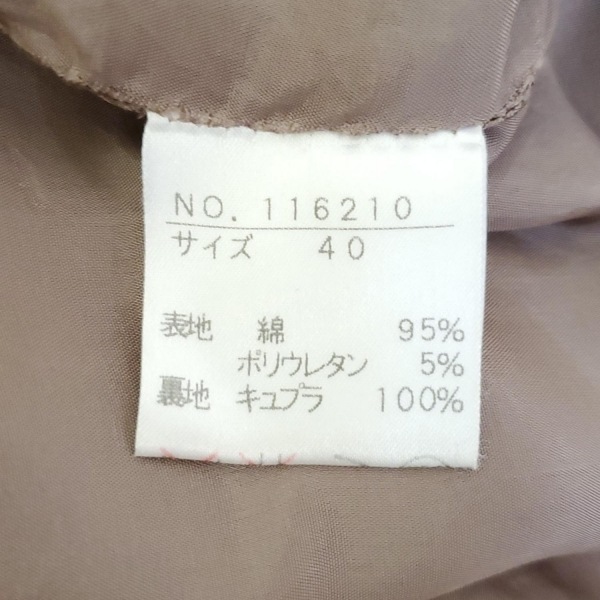 NO. 116210
サイズ 40
表地 綿 95%
ポリウレタン 5%
裏地 キュプラ 100%